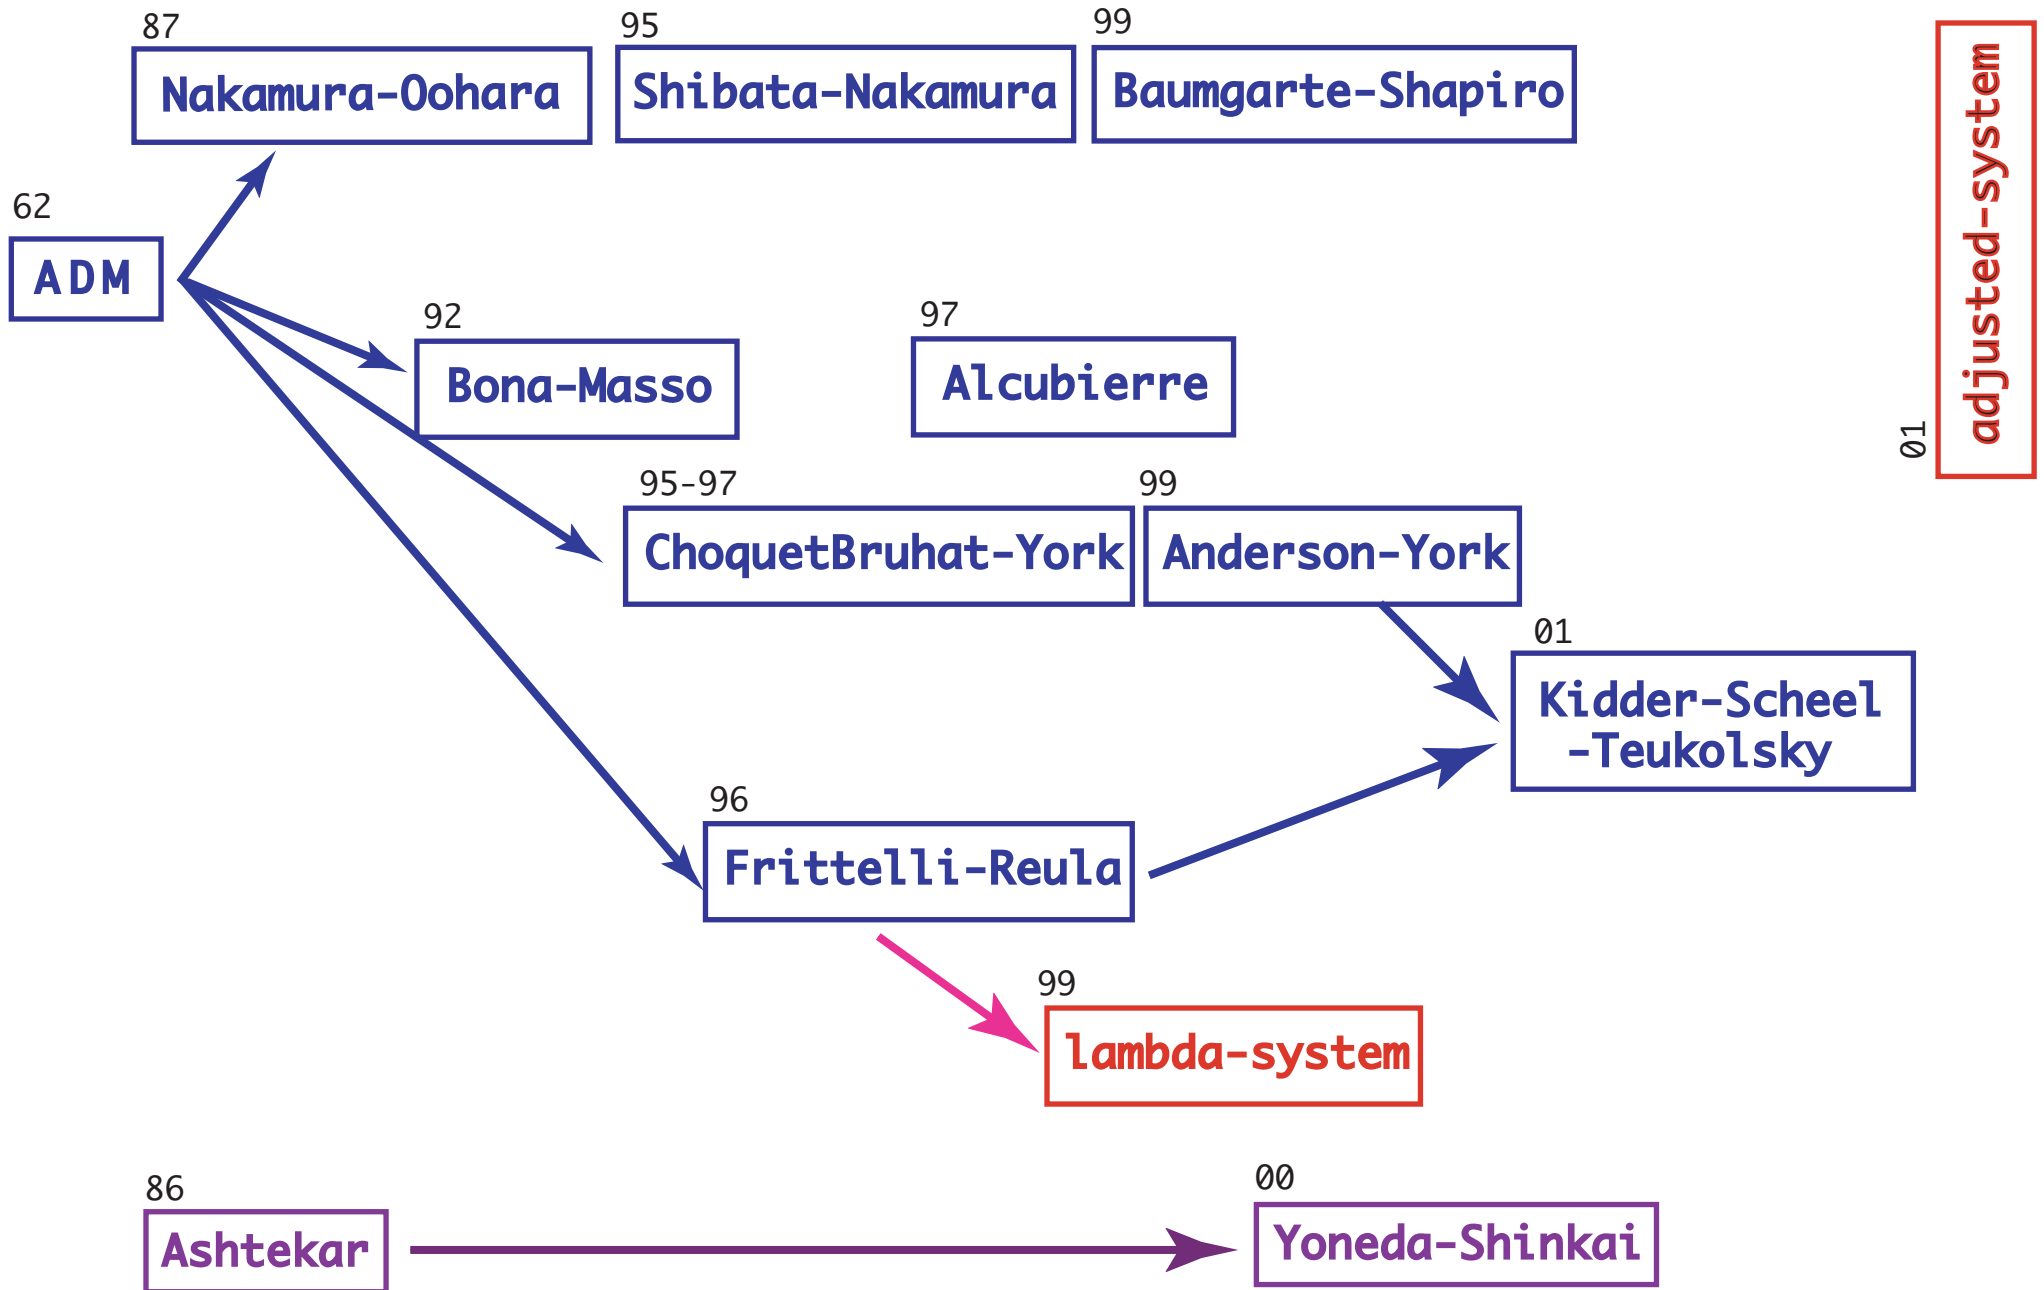 87
Nakamura-Oohara
95
Shibata-Nakamura
99
Baumgarte-Shapiro
adjusted-system
01
62
ADM
92
Bona-Masso
97
Alcubierre
95-97
ChoquetBruhat-York
99
Anderson-York
01
Kidder-Scheel
-Teukolsky
96
Frittelli-Reula
99
lambda-system
86
Ashtekar
00
Yoneda-Shinkai